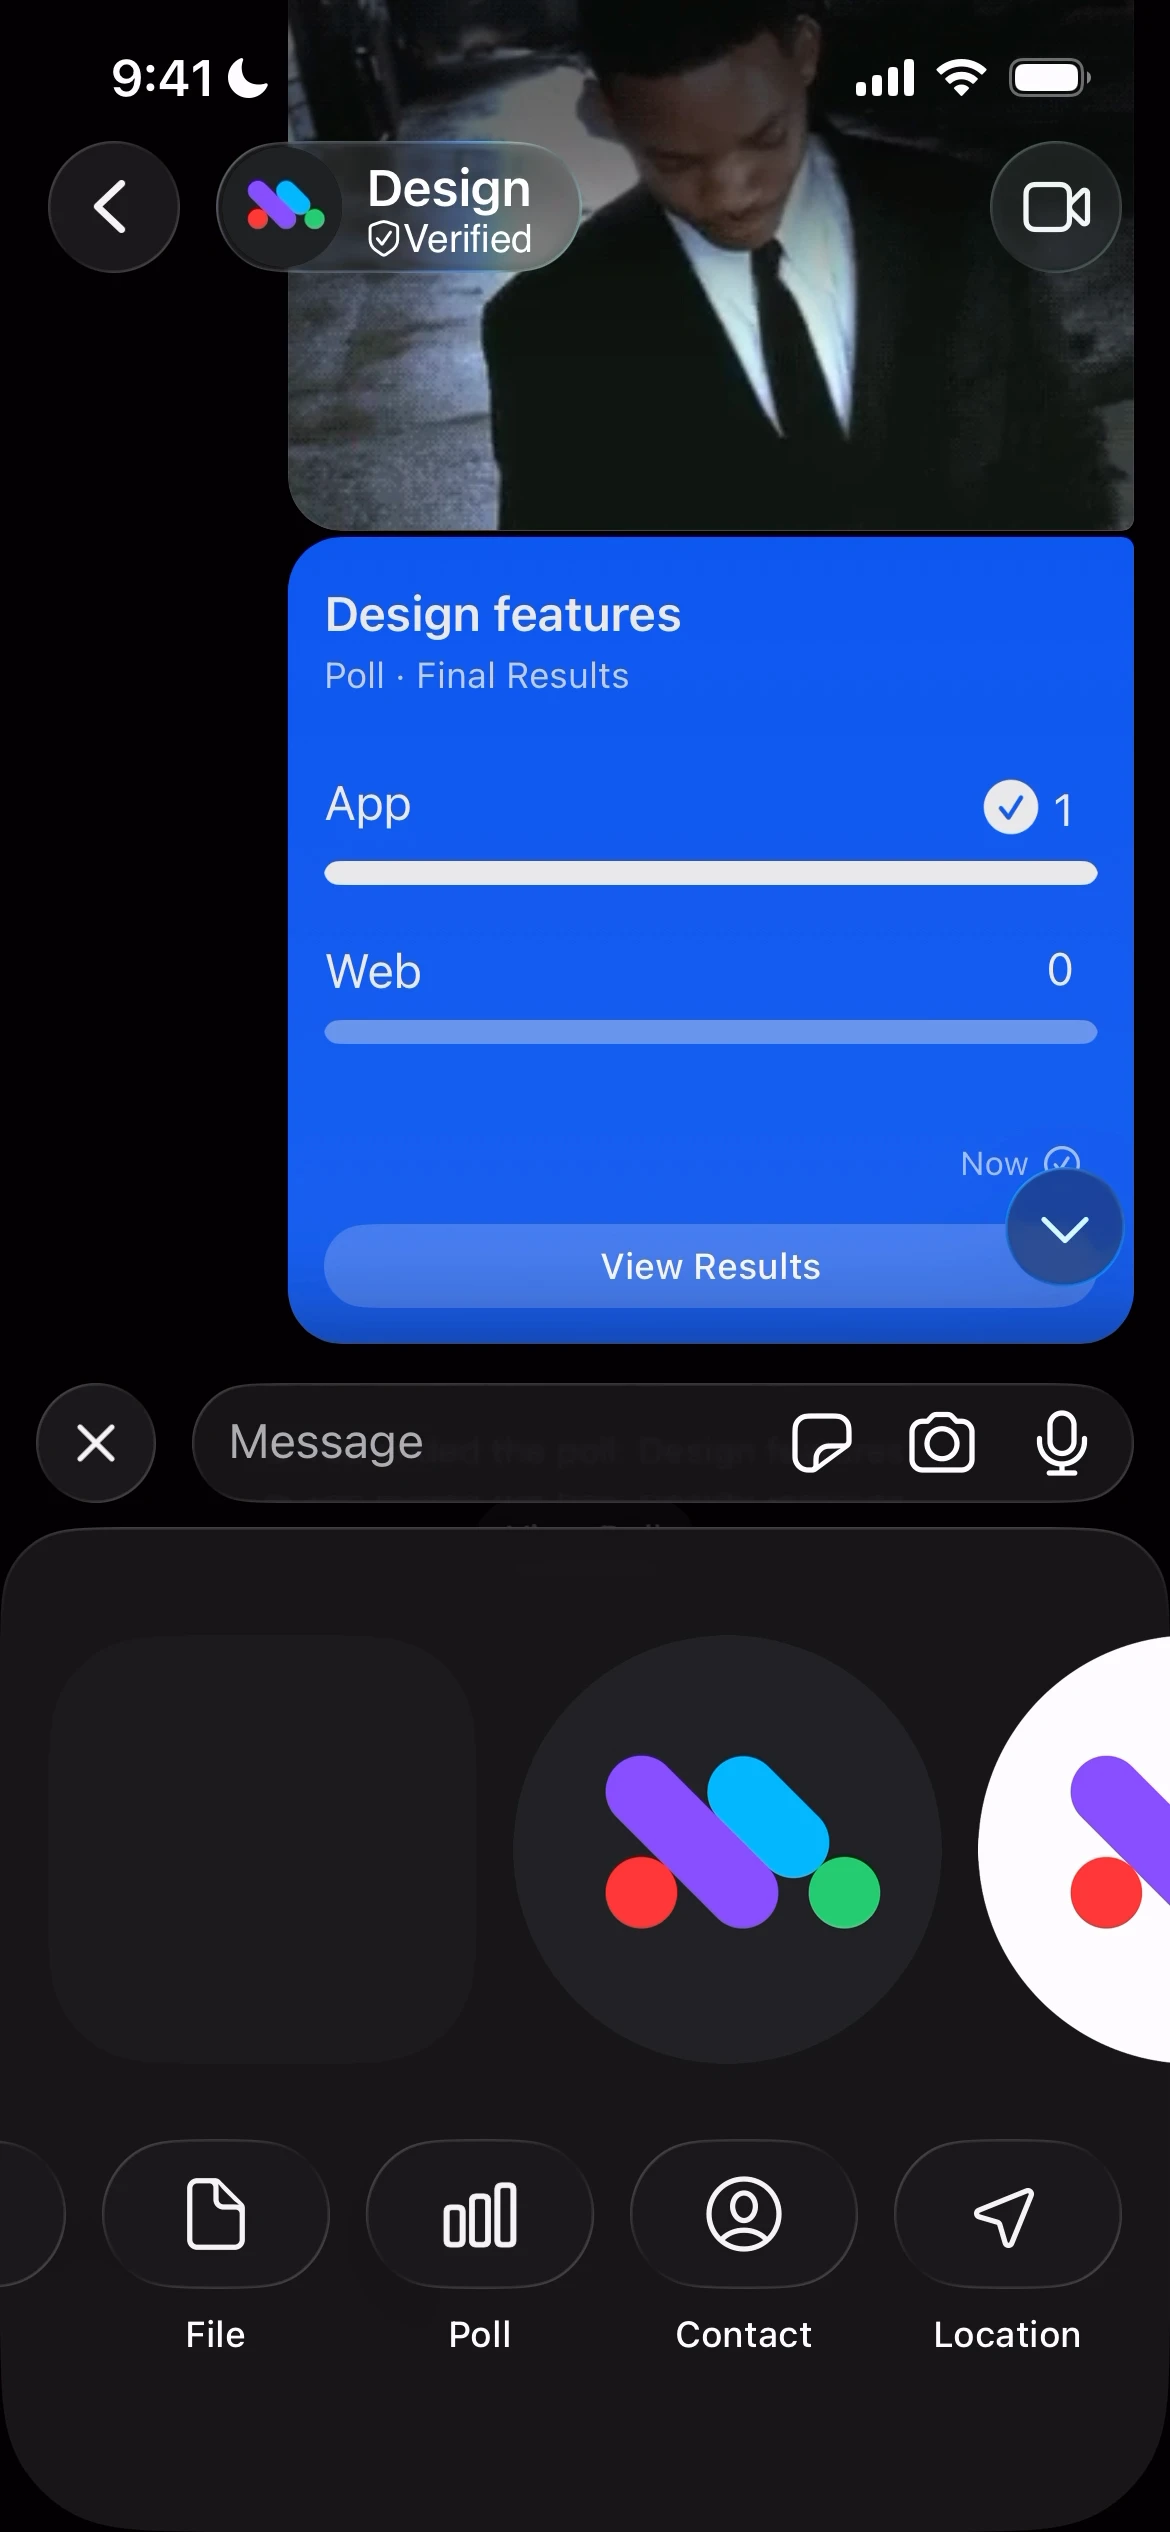 9:41
Design
Verified
Design features
Poll · Final Results
App
1
Web
0
Now
View Results
Message
File
Poll
Contact
Location